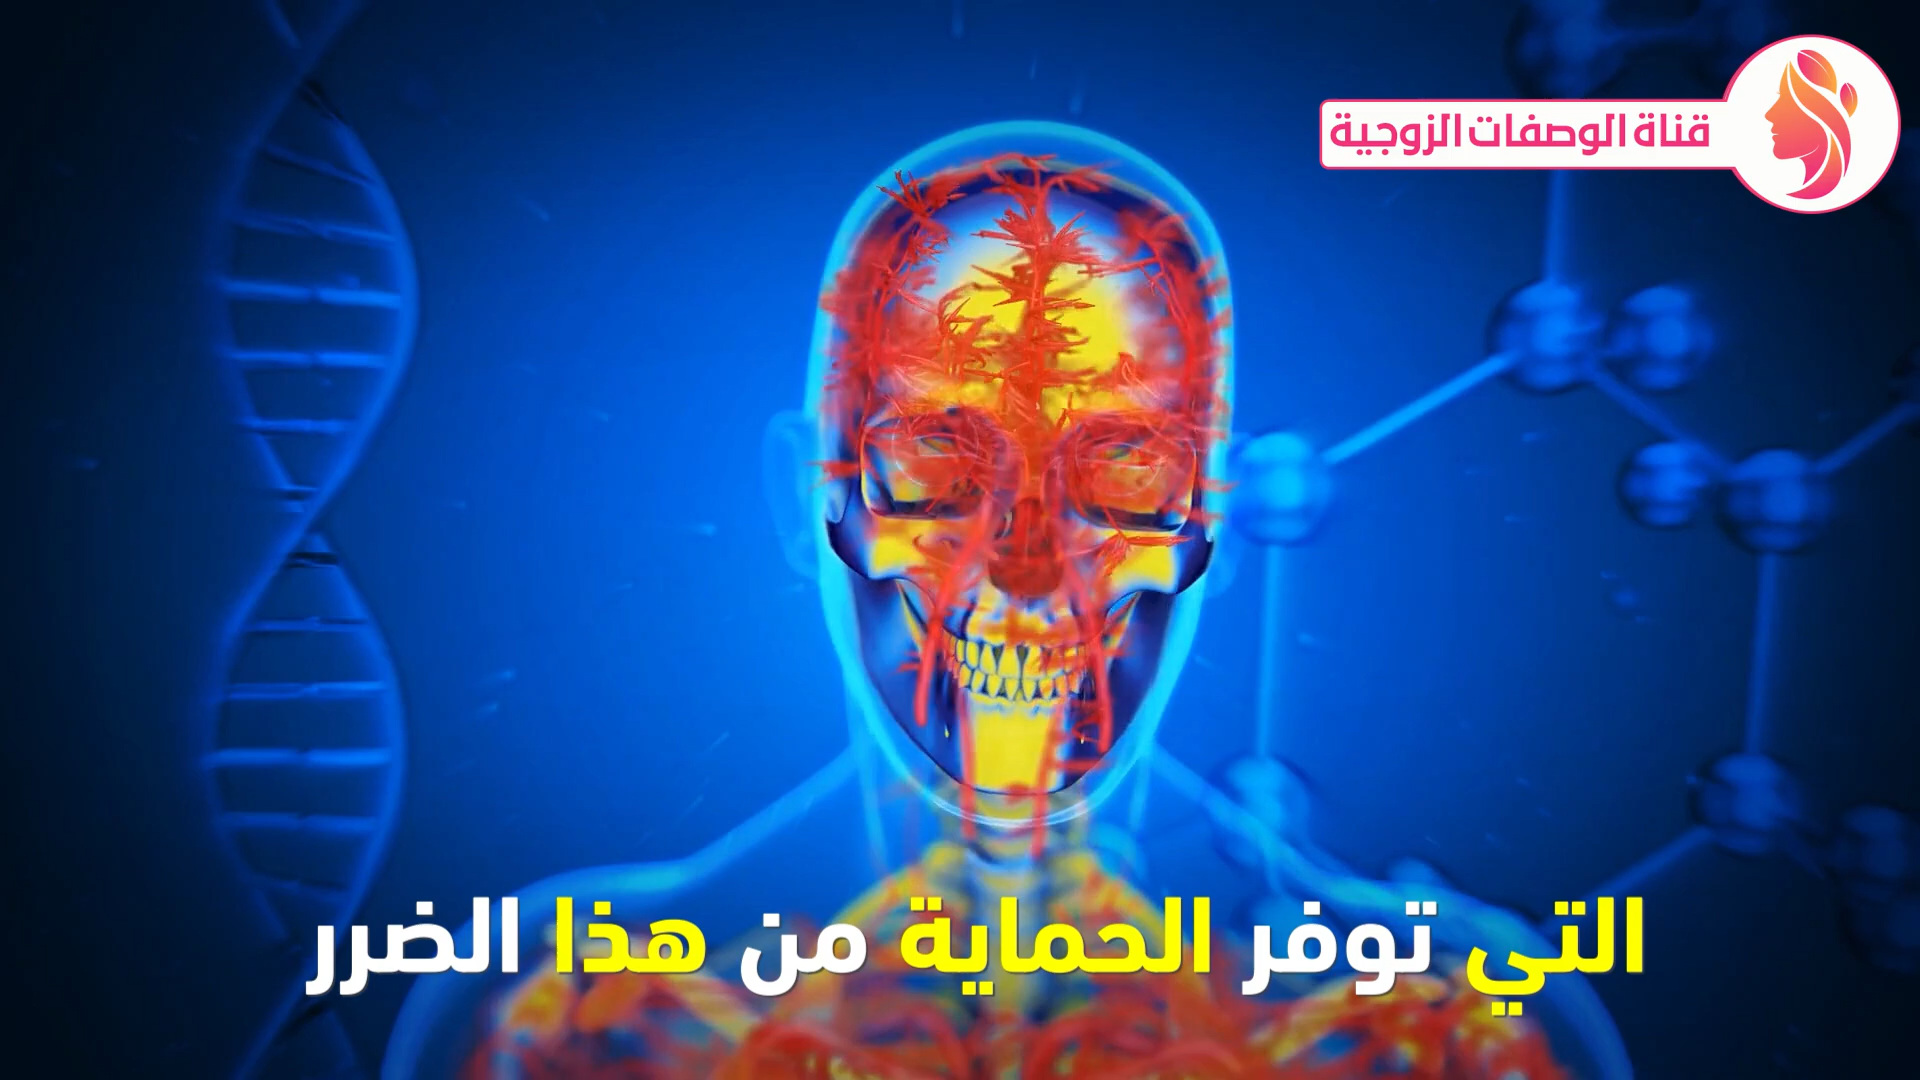 قناة الوصفات الزوجية
التي توفر الحماية من هذا الضرر